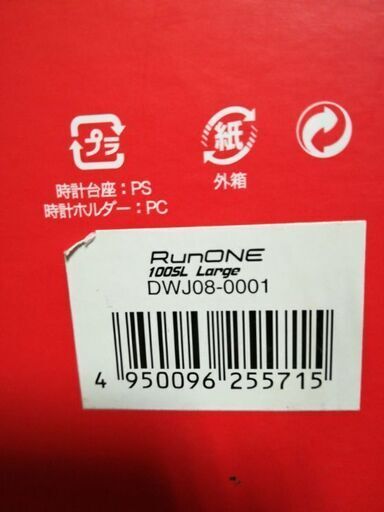 プラ
紙
外箱
時計台座：PS
時計ホルダー：PC
RunONE
100SL Large
DWJ08-0001
4 950096 255715